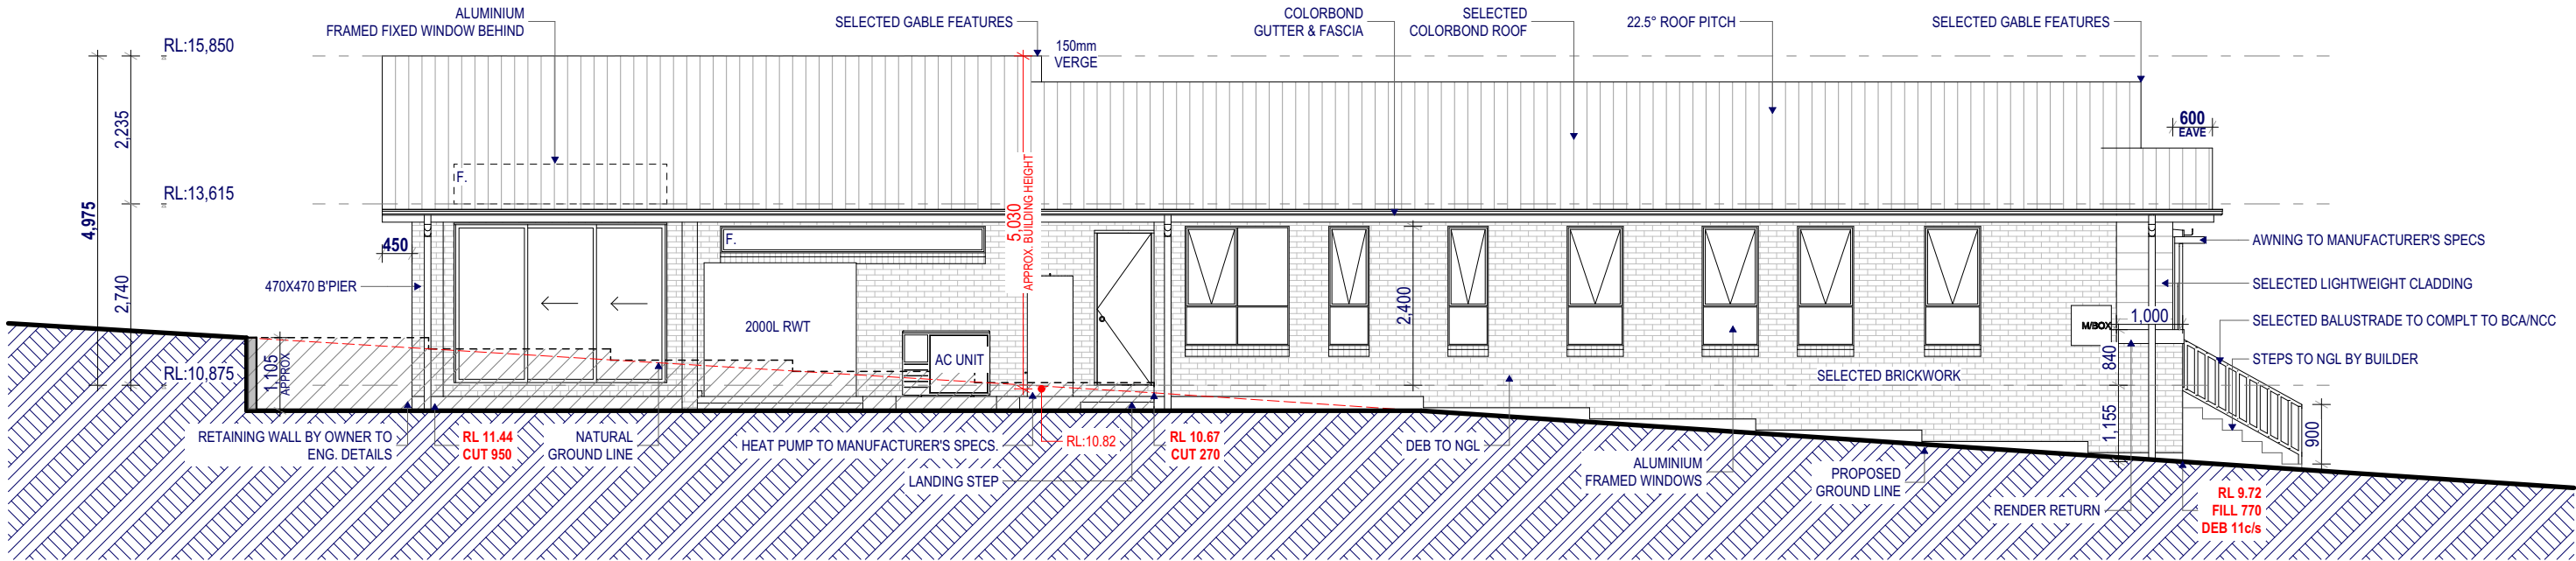 ALUMINIUM
FRAMED FIXED WINDOW BEHIND
SELECTED GABLE FEATURES
150mm
VERGE
COLORBOND
GUTTER & FASCIA
SELECTED
COLORBOND ROOF
22.5° ROOF PITCH
SELECTED GABLE FEATURES
RL:15,850
2,235
600
EAVE
F.
RL:13,615
4,975
5,030
APPROX. BUILDING HEIGHT
450
F.
AWNING TO MANUFACTURER'S SPECS
470X470 B'PIER
2,740
2,400
SELECTED LIGHTWEIGHT CLADDING
2000L RWT
M/BOX
1,000
SELECTED BALUSTRADE TO COMPLT TO BCA/NCC
AC UNIT
840
STEPS TO NGL BY BUILDER
RL:10,875
1,105
APPROX
SELECTED BRICKWORK
1,155
900
RETAINING WALL BY OWNER TO
ENG. DETAILS
RL 11.44
CUT 950
NATURAL
GROUND LINE
HEAT PUMP TO MANUFACTURER'S SPECS.
RL:10.82
RL 10.67
CUT 270
DEB TO NGL
LANDING STEP
ALUMINIUM
FRAMED WINDOWS
PROPOSED
GROUND LINE
RENDER RETURN
RL 9.72
FILL 770
DEB 11c/s